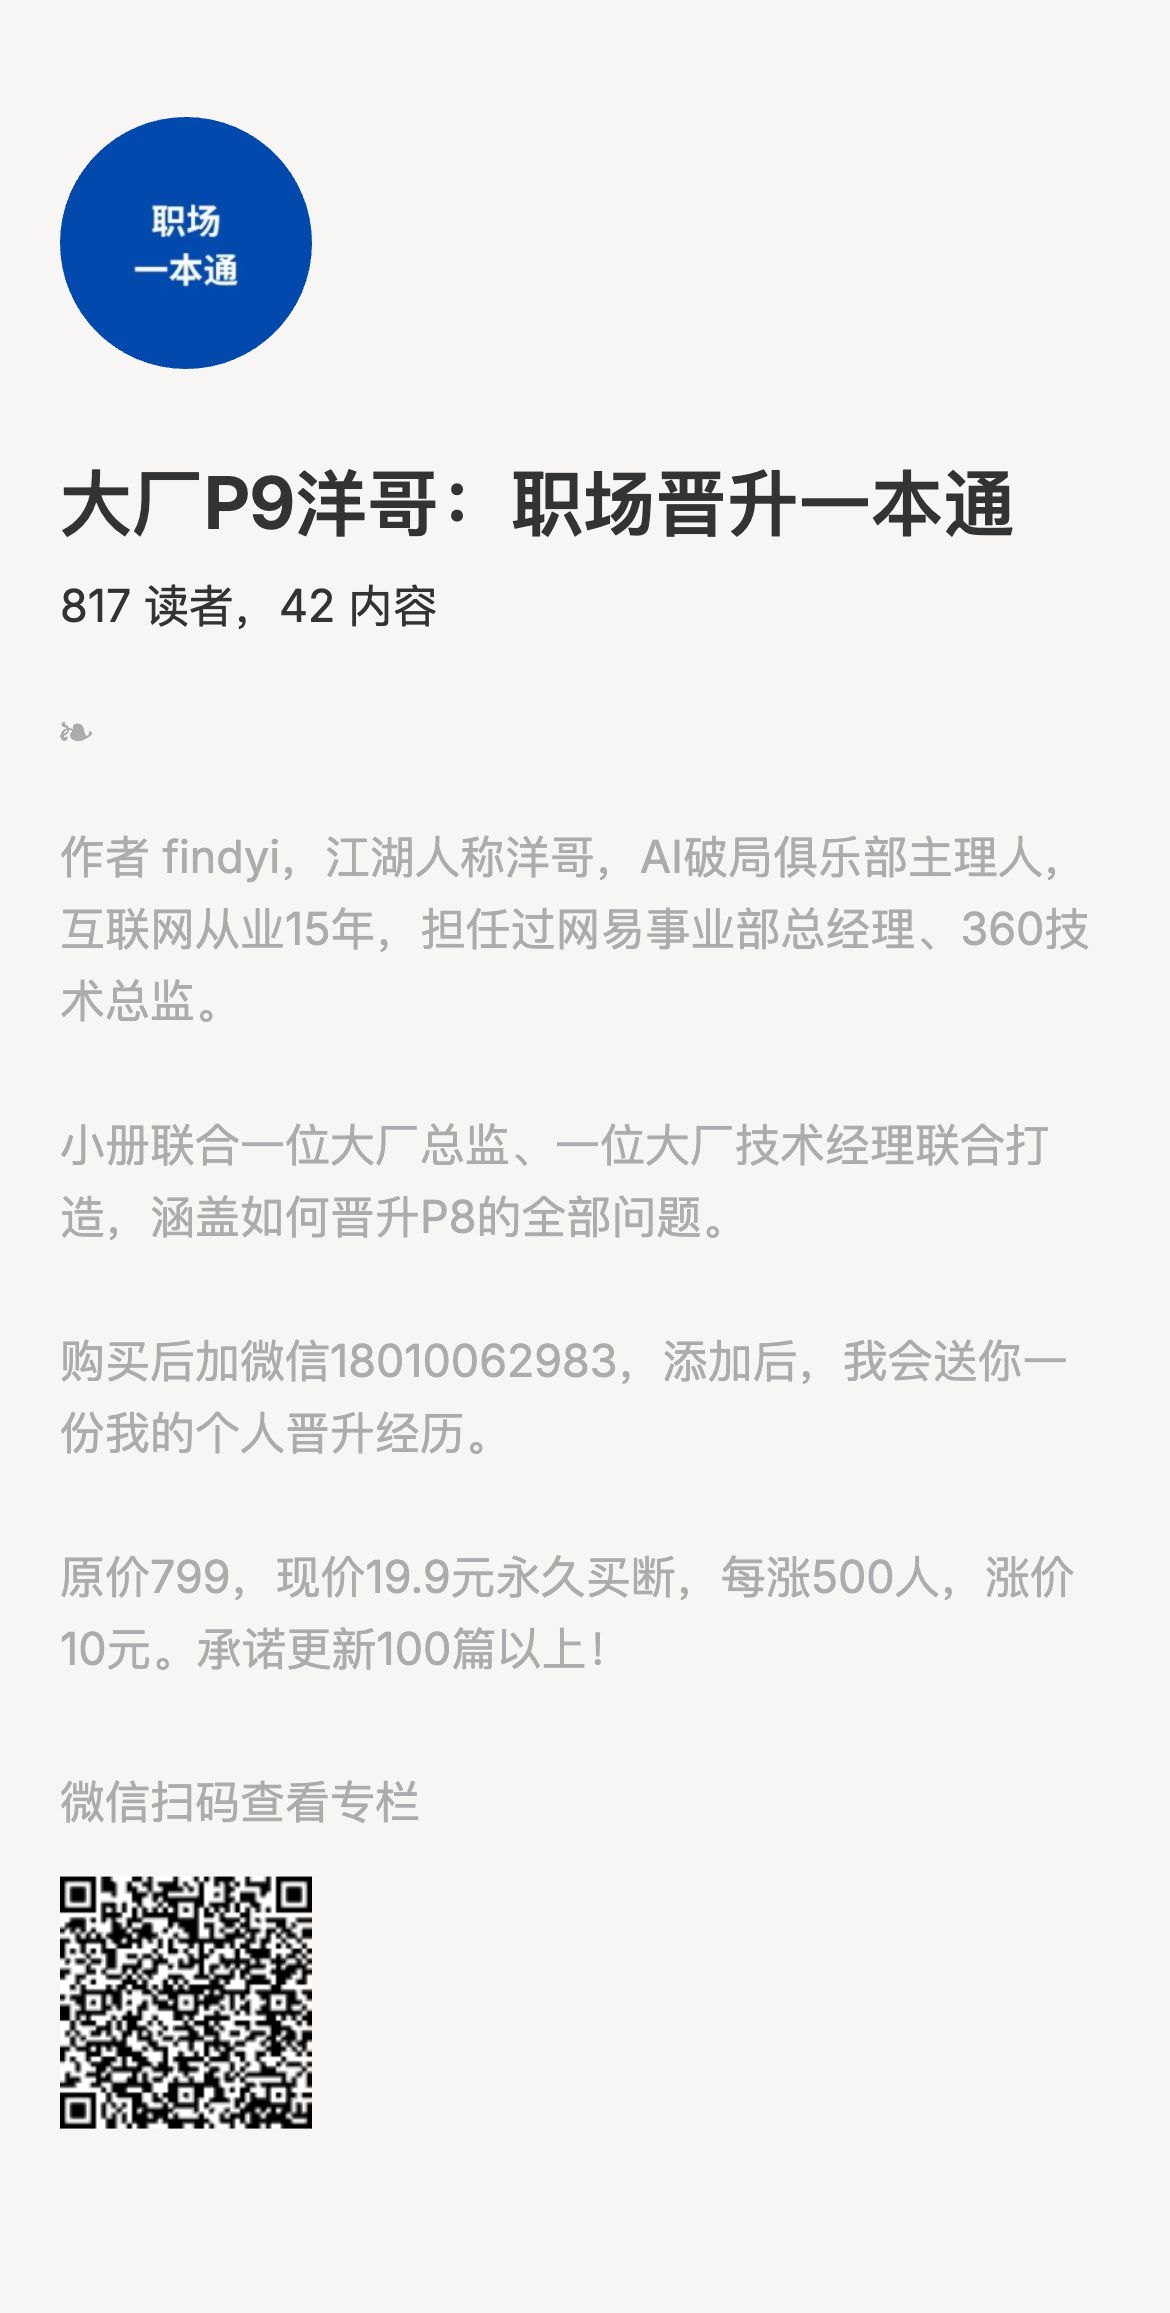 职场
一本通
大厂P9洋哥：职场晋升一本通
817 读者，42 内容
❧
作者 findyi，江湖人称洋哥，AI破局俱乐部主理人，
互联网从业15年，担任过网易事业部总经理、360技
术总监。
小册联合一位大厂总监、一位大厂技术经理联合打
造，涵盖如何晋升P8的全部问题。
购买后加微信18010062983，添加后，我会送你一
份我的个人晋升经历。
原价799，现价19.9元永久买断，每涨500人，涨价
10元。承诺更新100篇以上！
微信扫码查看专栏